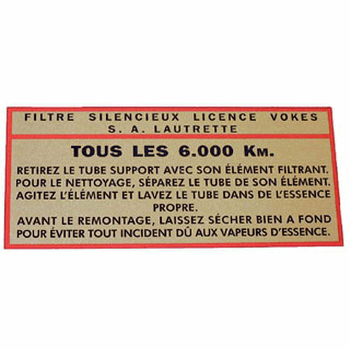 FILTRE SILENCIEUX LICENCE VOKES
S. A. LAUTRETTE
TOUS LES 6.000 KM.
RETIREZ LE TUBE SUPPORT AVEC SON ÉLÉMENT FILTRANT.
POUR LE NETTOYAGE, SÉPAREZ LE TUBE DE SON ÉLÉMENT.
AGITEZ L'ÉLÉMENT ET LAVEZ LE TUBE DANS DE L'ESSENCE
PROPRE.
AVANT LE REMONTAGE, LAISSEZ SÉCHER BIEN A FOND
POUR ÉVITER TOUT INCIDENT DÛ AUX VAPEURS D'ESSENCE.